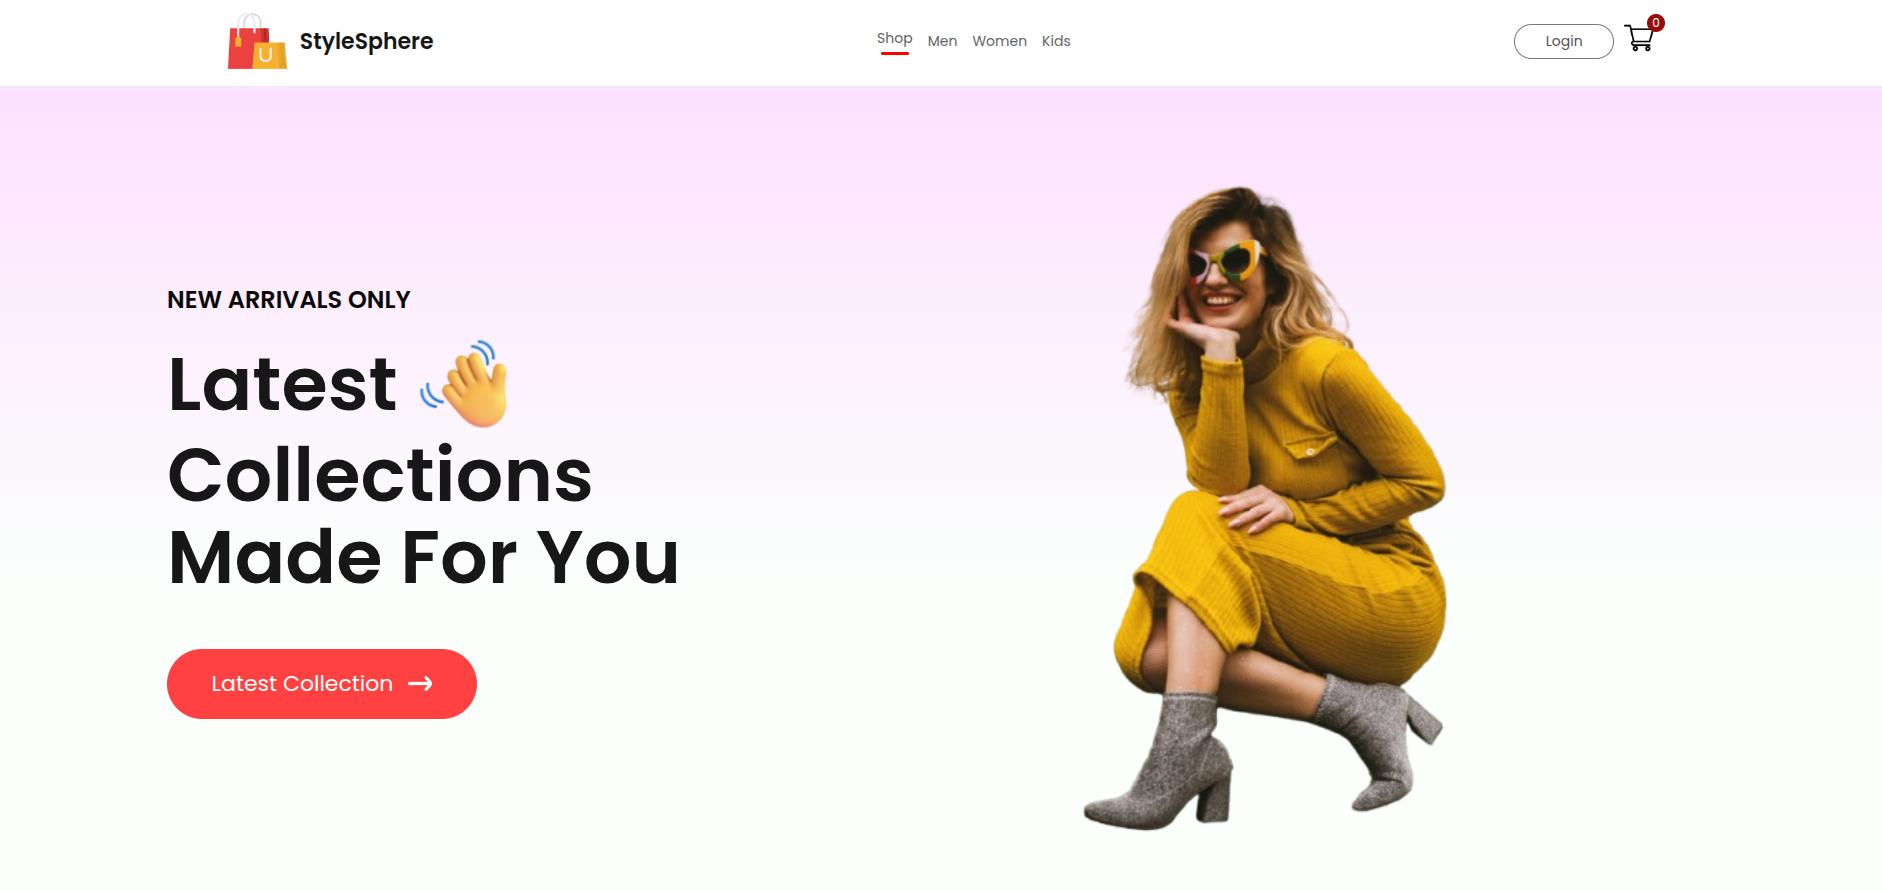 StyleSphere
Shop Men Women Kids
Login
0
NEW ARRIVALS ONLY
Latest 👋
Collections
Made For You
Latest Collection →